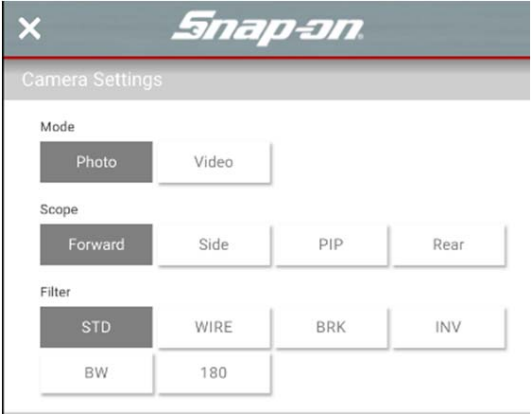 Snap-on
Camera Settings
Mode
Photo Video
Scope
Forward Side PIP Rear
Filter
STD WIRE BRK INV
BW 180